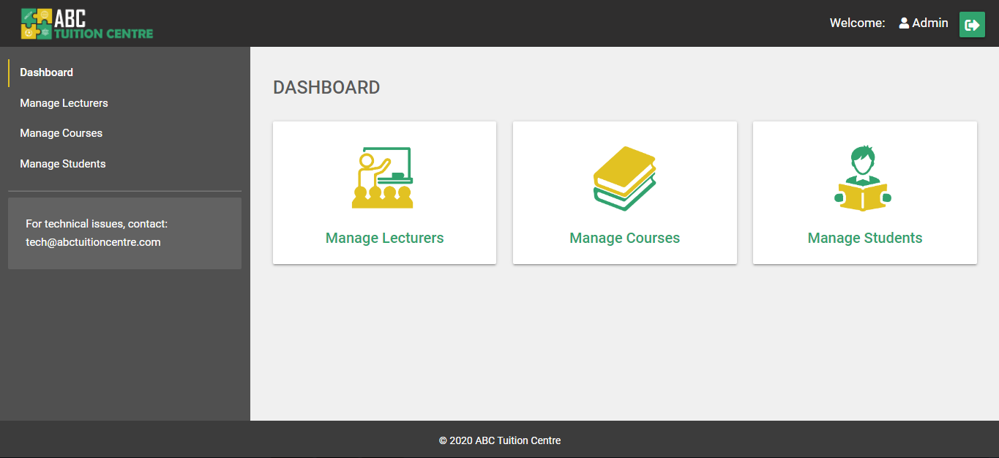 ABC
TUITION CENTRE
Welcome: Admin
Dashboard
Manage Lecturers
Manage Courses
Manage Students
For technical issues, contact:
tech@abctuitioncentre.com
DASHBOARD
Manage Lecturers
Manage Courses
Manage Students
© 2020 ABC Tuition Centre